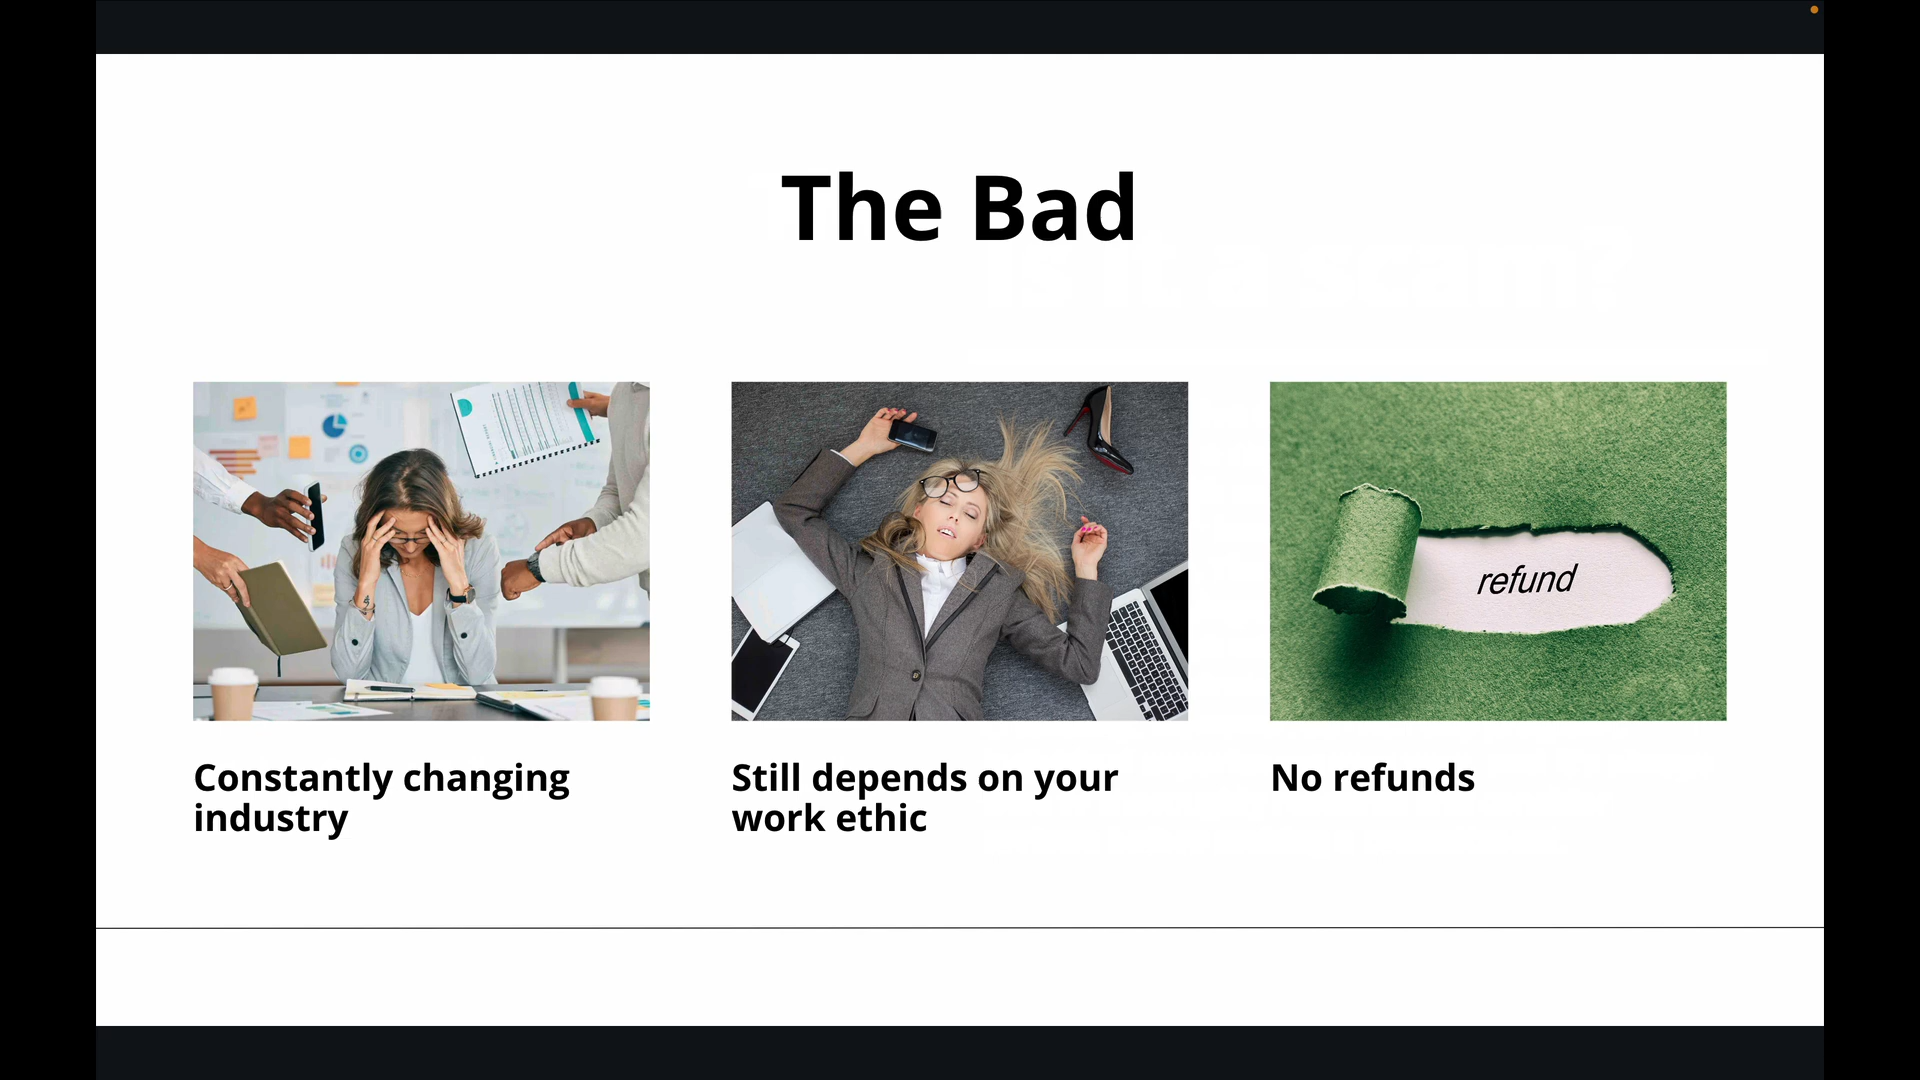 The Bad
refund
Constantly changing
industry
Still depends on your
work ethic
No refunds